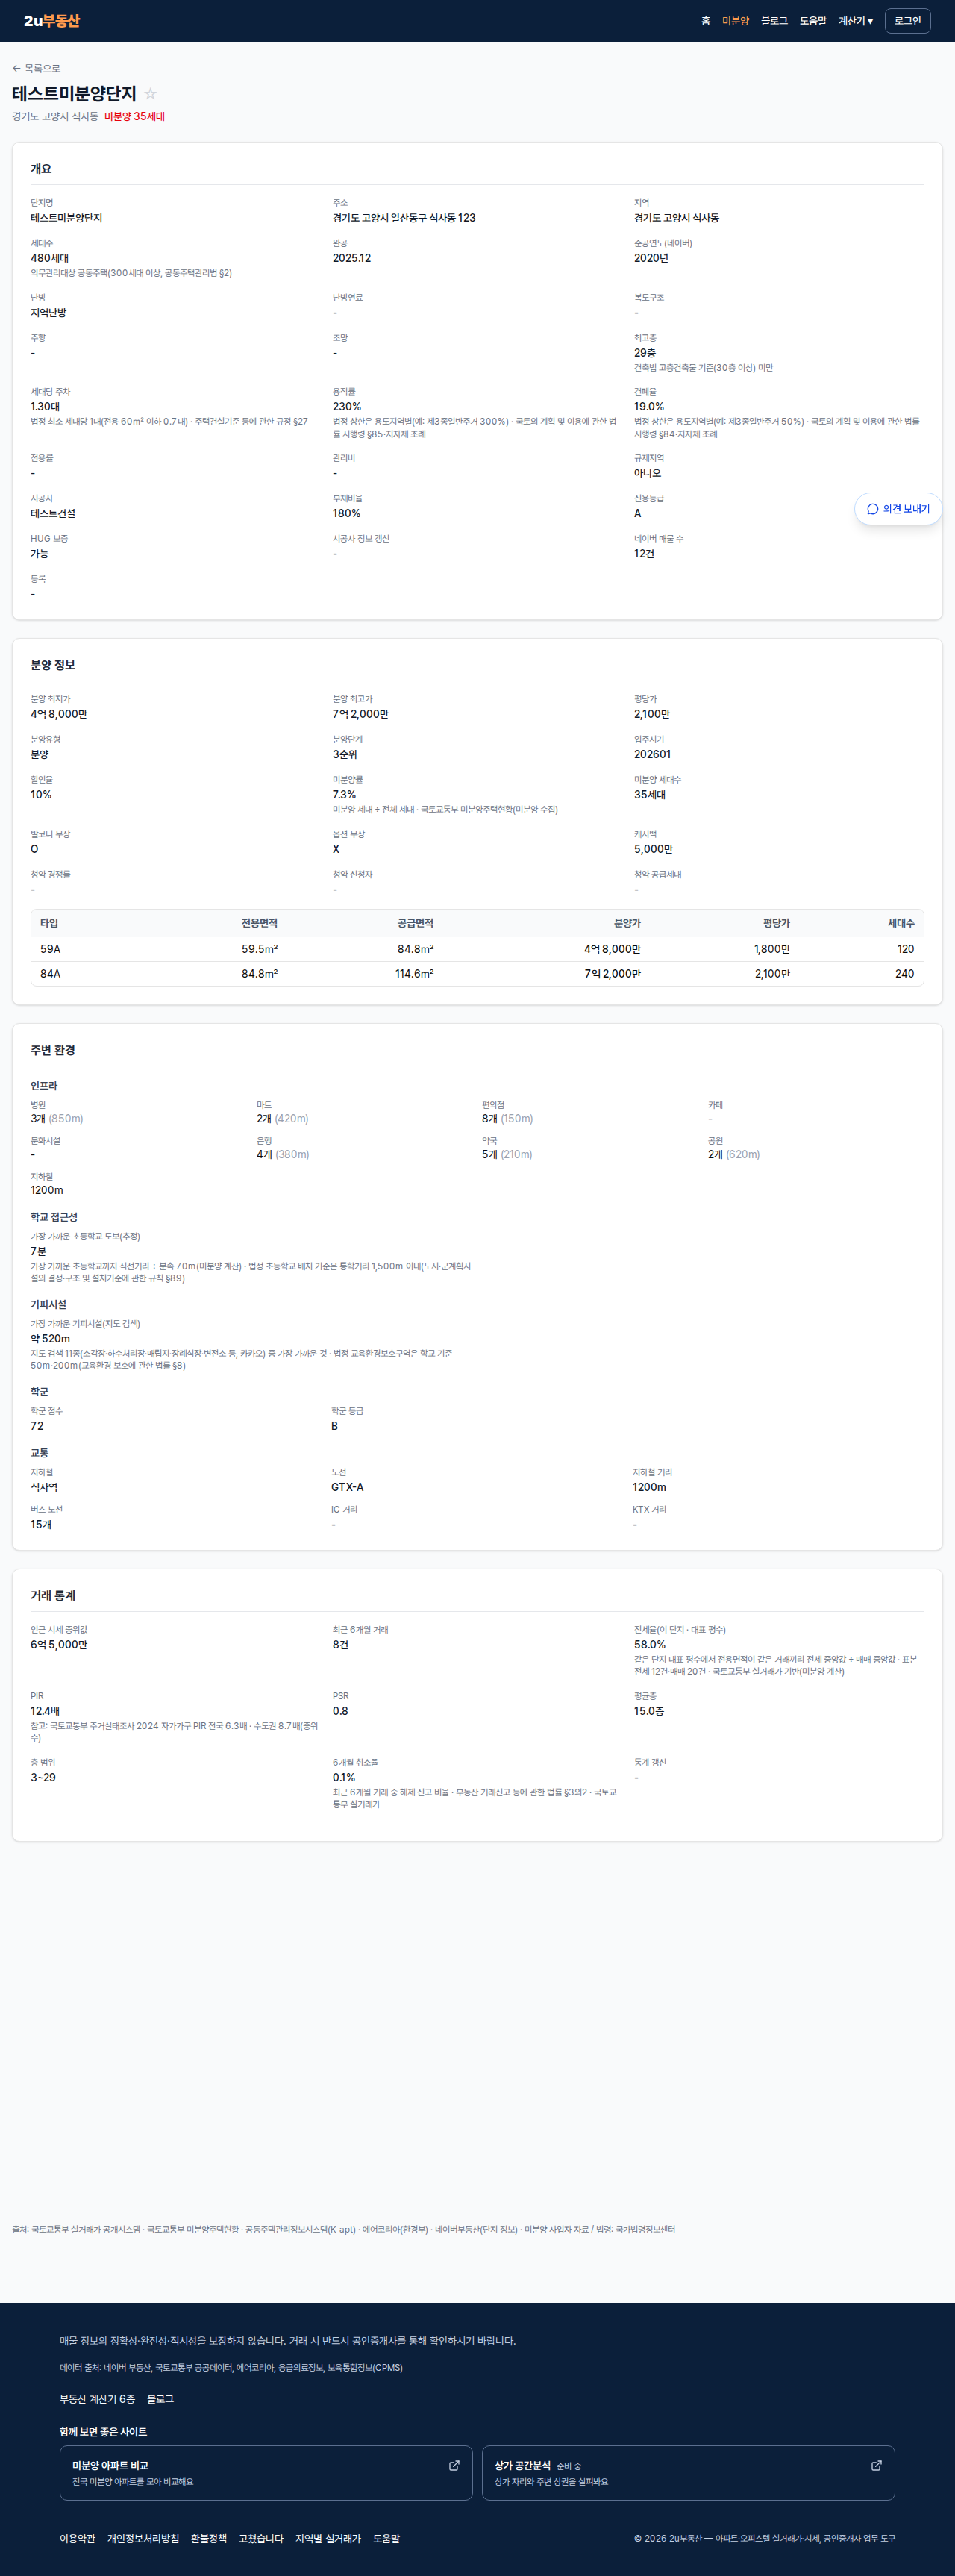 2u부동산
홈 미분양 블로그 도움말 계산기 ▾ 로그인
← 목록으로
테스트미분양단지 ☆
경기도 고양시 식사동 미분양 35세대
개요
단지명 주소 지역
테스트미분양단지 경기도 고양시 일산동구 식사동 123 경기도 고양시 식사동
세대수 완공 준공연도(네이버)
480세대 2025.12 2020년
의무관리대상 공동주택(300세대 이상, 공동주택관리법 §2)
난방 난방연료 복도구조
지역난방 - -
주향 조망 최고층
- - 29층
건축법 고층건축물 기준(30층 이상) 미만
세대당 주차 용적률 건폐율
1.30대 230% 19.0%
법정 최소 세대당 1대(전용 60m² 이하 0.7대) · 주택건설기준 등에 관한 규정 §27
법정 상한은 용도지역별(예: 제3종일반주거 300%) · 국토의 계획 및 이용에 관한 법
률 시행령 §85·지자체 조례
법정 상한은 용도지역별(예: 제3종일반주거 50%) · 국토의 계획 및 이용에 관한 법률
시행령 §84·지자체 조례
전용률 관리비 규제지역
- - 아니오
시공사 부채비율 신용등급
테스트건설 180% A
의견 보내기
HUG 보증 시공사 정보 갱신 네이버 매물 수
가능 - 12건
등록
-
분양 정보
분양 최저가 분양 최고가 평당가
4억 8,000만 7억 2,000만 2,100만
분양유형 분양단계 입주시기
분양 3순위 202601
할인율 미분양률 미분양 세대수
10% 7.3% 35세대
미분양 세대 ÷ 전체 세대 · 국토교통부 미분양주택현황(미분양 수집)
발코니 무상 옵션 무상 캐시백
O X 5,000만
청약 경쟁률 청약 신청자 청약 공급세대
- - -
타입 전용면적 공급면적 분양가 평당가 세대수
59A 59.5m² 84.8m² 4억 8,000만 1,800만 120
84A 84.8m² 114.6m² 7억 2,000만 2,100만 240
주변 환경
인프라
병원 마트 편의점 카페
3개 (850m) 2개 (420m) 8개 (150m) -
문화시설 은행 약국 공원
- 4개 (380m) 5개 (210m) 2개 (620m)
지하철
1200m
학교 접근성
가장 가까운 초등학교 도보(추정)
7분
가장 가까운 초등학교까지 직선거리 ÷ 분속 70m(미분양 계산) · 법정 초등학교 배치 기준은 통학거리 1,500m 이내(도시·군계획시
설의 결정·구조 및 설치기준에 관한 규칙 §89)
기피시설
가장 가까운 기피시설(지도 검색)
약 520m
지도 검색 11종(소각장·하수처리장·매립지·장례식장·변전소 등, 카카오) 중 가장 가까운 것 · 법정 교육환경보호구역은 학교 기준
50m·200m(교육환경 보호에 관한 법률 §8)
학군
학군 점수 학군 등급
72 B
교통
지하철 노선 지하철 거리
식사역 GTX-A 1200m
버스 노선 IC 거리 KTX 거리
15개 - -
거래 통계
인근 시세 중위값 최근 6개월 거래 전세율(이 단지 · 대표 평수)
6억 5,000만 8건 58.0%
같은 단지 대표 평수에서 전용면적이 같은 거래끼리 전세 중앙값 ÷ 매매 중앙값 · 표본
전세 12건·매매 20건 · 국토교통부 실거래가 기반(미분양 계산)
PIR PSR 평균층
12.4배 0.8 15.0층
참고: 국토교통부 주거실태조사 2024 자가가구 PIR 전국 6.3배 · 수도권 8.7배(중위
수)
층 범위 6개월 취소율 통계 갱신
3~29 0.1% -
최근 6개월 거래 중 해제 신고 비율 · 부동산 거래신고 등에 관한 법률 §3의2 · 국토교
통부 실거래가
출처: 국토교통부 실거래가 공개시스템 · 국토교통부 미분양주택현황 · 공동주택관리정보시스템(K-apt) · 에어코리아(환경부) · 네이버부동산(단지 정보) · 미분양 사업자 자료 / 법령: 국가법령정보센터
매물 정보의 정확성·완전성·적시성을 보장하지 않습니다. 거래 시 반드시 공인중개사를 통해 확인하시기 바랍니다.
데이터 출처: 네이버 부동산, 국토교통부 공공데이터, 에어코리아, 응급의료정보, 보육통합정보(CPMS)
부동산 계산기 6종 블로그
함께 보면 좋은 사이트
미분양 아파트 비교
전국 미분양 아파트를 모아 비교해요
상가 공간분석 준비 중
상가 자리와 주변 상권을 살펴봐요
이용약관 개인정보처리방침 환불정책 고쳤습니다 지역별 실거래가 도움말
© 2026 2u부동산 — 아파트·오피스텔 실거래가·시세, 공인중개사 업무 도구